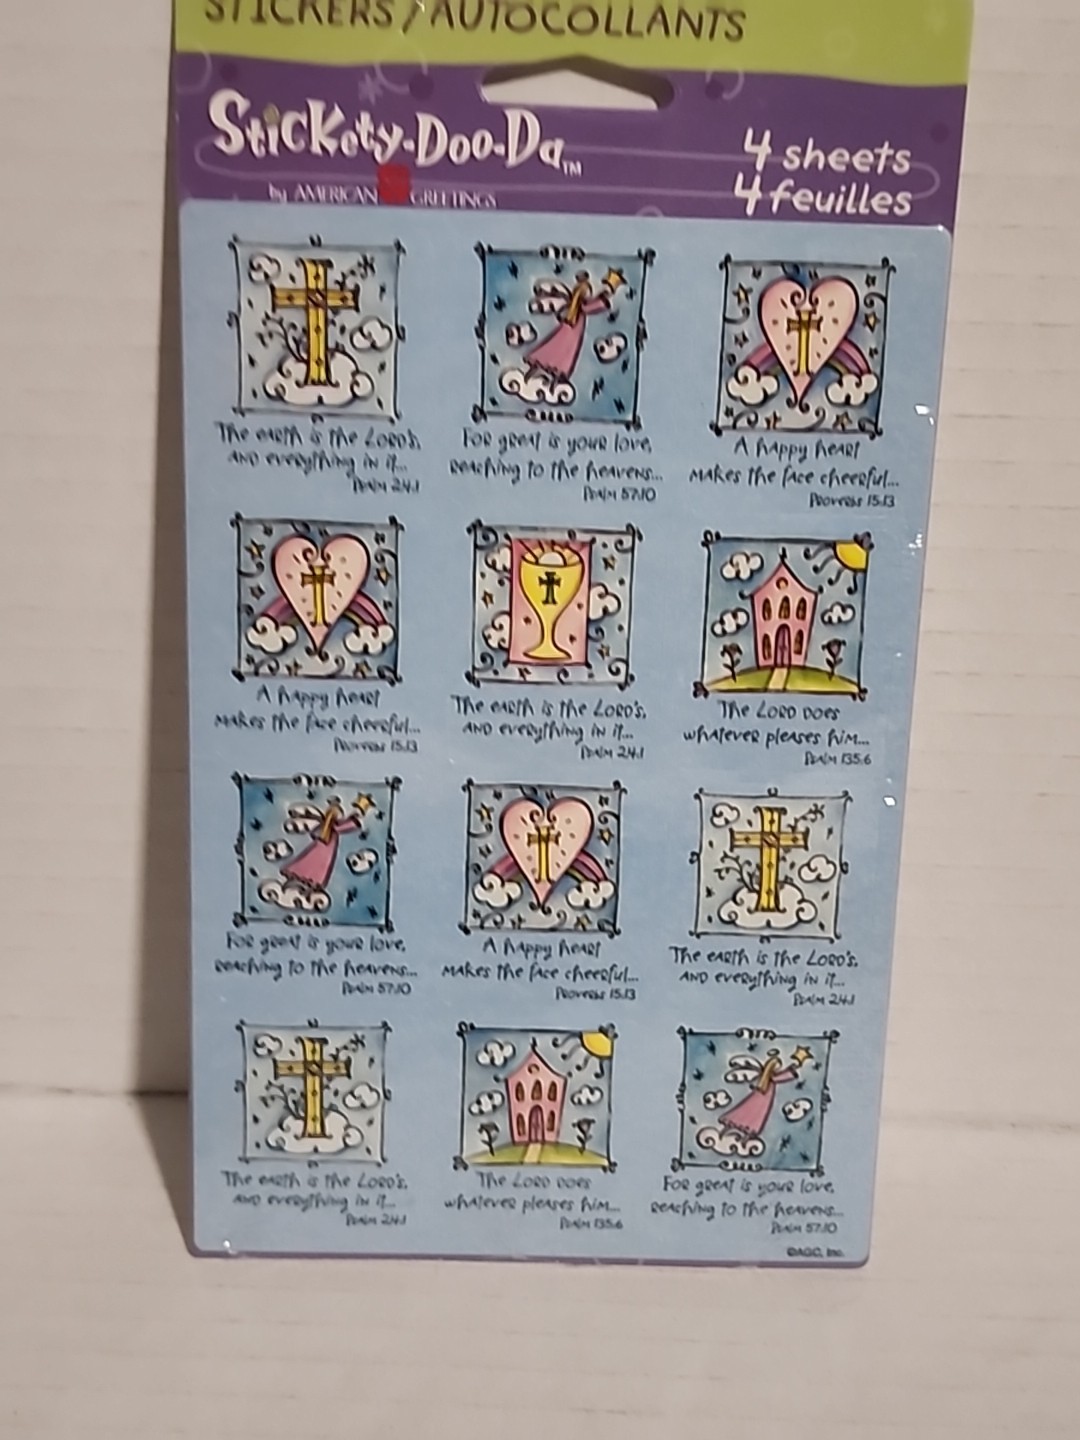 STICKERS / AUTOCOLLANTS
Stickety-Doo-Da™
by AMERICAN GREETINGS
4 sheets
4 feuilles
The earth is the Lord's,
and everything in it...
Psalm 24:1
For great is your love,
reaching to the heavens...
Psalm 57:10
A happy heart
makes the face cheerful...
Proverbs 15:13
A happy heart
makes the face cheerful...
Proverbs 15:13
The earth is the Lord's,
and everything in it...
Psalm 24:1
The Lord does
whatever pleases him...
Psalm 135:6
For great is your love,
reaching to the heavens...
Psalm 57:10
A happy heart
makes the face cheerful...
Proverbs 15:13
The earth is the Lord's,
and everything in it...
Psalm 24:1
The earth is the Lord's,
and everything in it...
Psalm 24:1
The Lord does
whatever pleases him...
Psalm 135:6
For great is your love,
reaching to the heavens...
Psalm 57:10
©AGC, Inc.